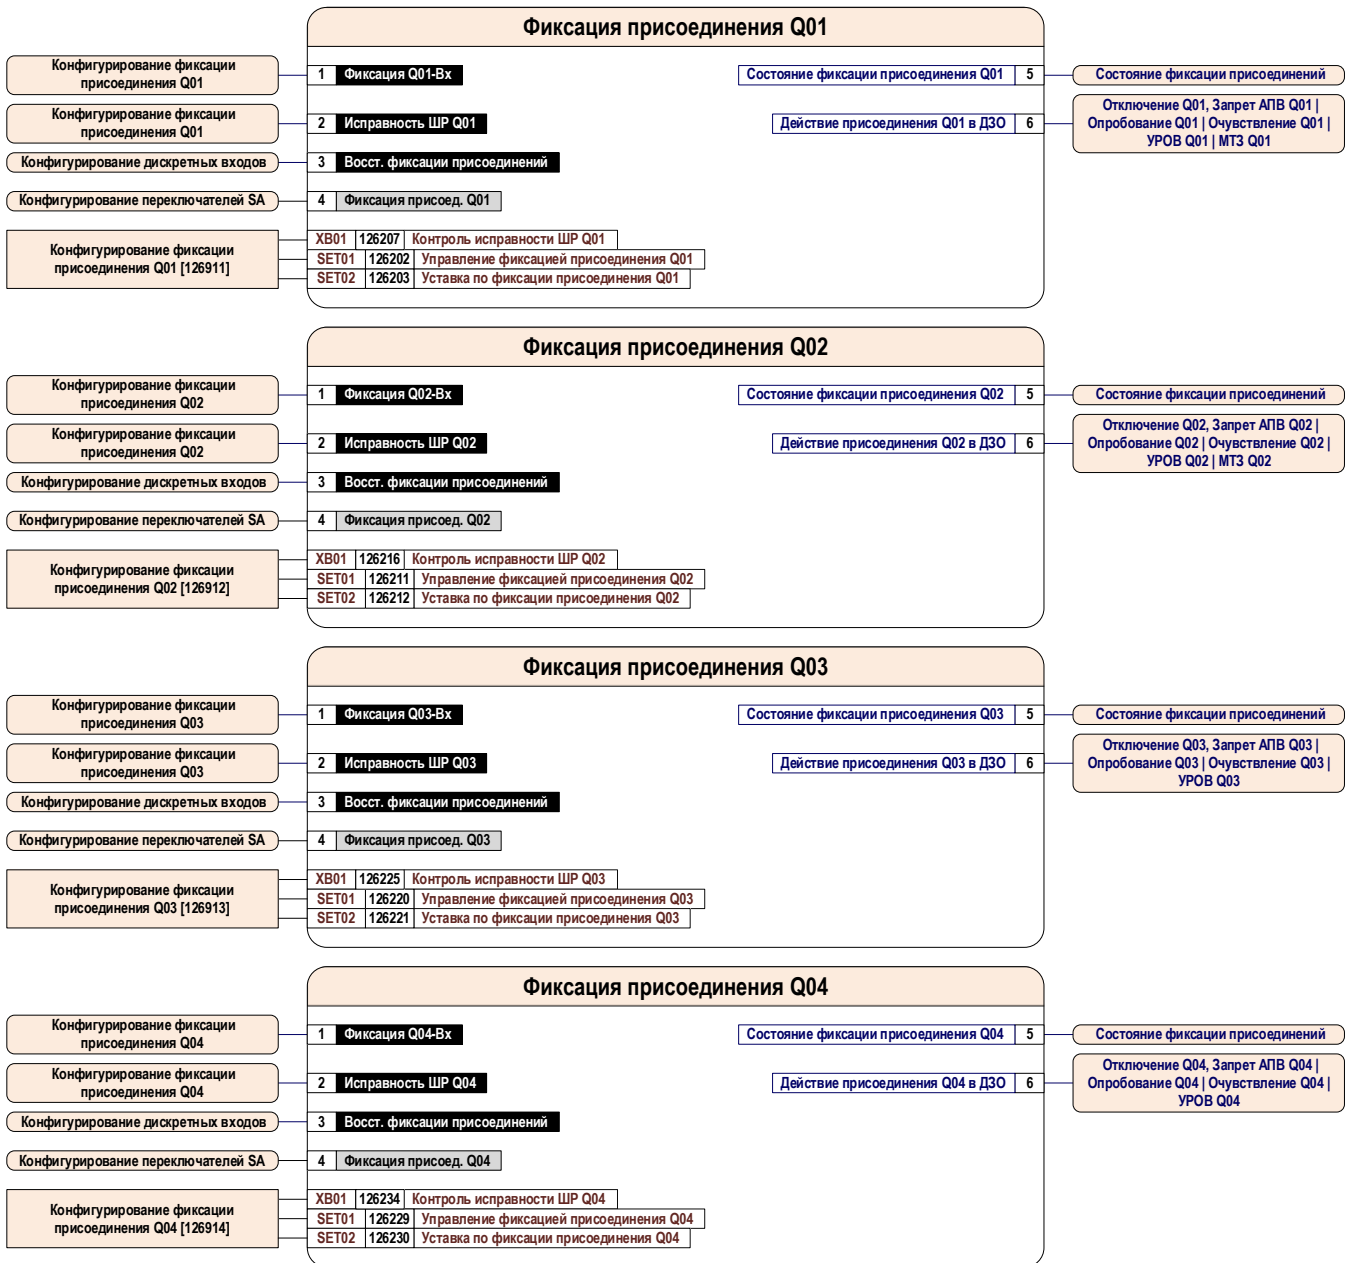 Фиксация присоединения Q01
Конфигурирование фиксации
присоединения Q01
1 Фиксация Q01-Вх
Состояние фиксации присоединения Q01 5
Состояние фиксации присоединений
Конфигурирование фиксации
присоединения Q01
2 Исправность ШР Q01
Действие присоединения Q01 в ДЗО 6
Отключение Q01, Запрет АПВ Q01 |
Опробование Q01 | Очувствление Q01 |
УРОВ Q01 | МТЗ Q01
Конфигурирование дискретных входов
3 Восст. фиксации присоединений
Конфигурирование переключателей SA
4 Фиксация присоед. Q01
Конфигурирование фиксации
присоединения Q01 [126911]
XB01 126207 Контроль исправности ШР Q01
SET01 126202 Управление фиксацией присоединения Q01
SET02 126203 Уставка по фиксации присоединения Q01
Фиксация присоединения Q02
Конфигурирование фиксации
присоединения Q02
1 Фиксация Q02-Вх
Состояние фиксации присоединения Q02 5
Состояние фиксации присоединений
Конфигурирование фиксации
присоединения Q02
2 Исправность ШР Q02
Действие присоединения Q02 в ДЗО 6
Отключение Q02, Запрет АПВ Q02 |
Опробование Q02 | Очувствление Q02 |
УРОВ Q02 | МТЗ Q02
Конфигурирование дискретных входов
3 Восст. фиксации присоединений
Конфигурирование переключателей SA
4 Фиксация присоед. Q02
Конфигурирование фиксации
присоединения Q02 [126912]
XB01 126216 Контроль исправности ШР Q02
SET01 126211 Управление фиксацией присоединения Q02
SET02 126212 Уставка по фиксации присоединения Q02
Фиксация присоединения Q03
Конфигурирование фиксации
присоединения Q03
1 Фиксация Q03-Вх
Состояние фиксации присоединения Q03 5
Состояние фиксации присоединений
Конфигурирование фиксации
присоединения Q03
2 Исправность ШР Q03
Действие присоединения Q03 в ДЗО 6
Отключение Q03, Запрет АПВ Q03 |
Опробование Q03 | Очувствление Q03 |
УРОВ Q03
Конфигурирование дискретных входов
3 Восст. фиксации присоединений
Конфигурирование переключателей SA
4 Фиксация присоед. Q03
Конфигурирование фиксации
присоединения Q03 [126913]
XB01 126225 Контроль исправности ШР Q03
SET01 126220 Управление фиксацией присоединения Q03
SET02 126221 Уставка по фиксации присоединения Q03
Фиксация присоединения Q04
Конфигурирование фиксации
присоединения Q04
1 Фиксация Q04-Вх
Состояние фиксации присоединения Q04 5
Состояние фиксации присоединений
Конфигурирование фиксации
присоединения Q04
2 Исправность ШР Q04
Действие присоединения Q04 в ДЗО 6
Отключение Q04, Запрет АПВ Q04 |
Опробование Q04 | Очувствление Q04 |
УРОВ Q04
Конфигурирование дискретных входов
3 Восст. фиксации присоединений
Конфигурирование переключателей SA
4 Фиксация присоед. Q04
Конфигурирование фиксации
присоединения Q04 [126914]
XB01 126234 Контроль исправности ШР Q04
SET01 126229 Управление фиксацией присоединения Q04
SET02 126230 Уставка по фиксации присоединения Q04